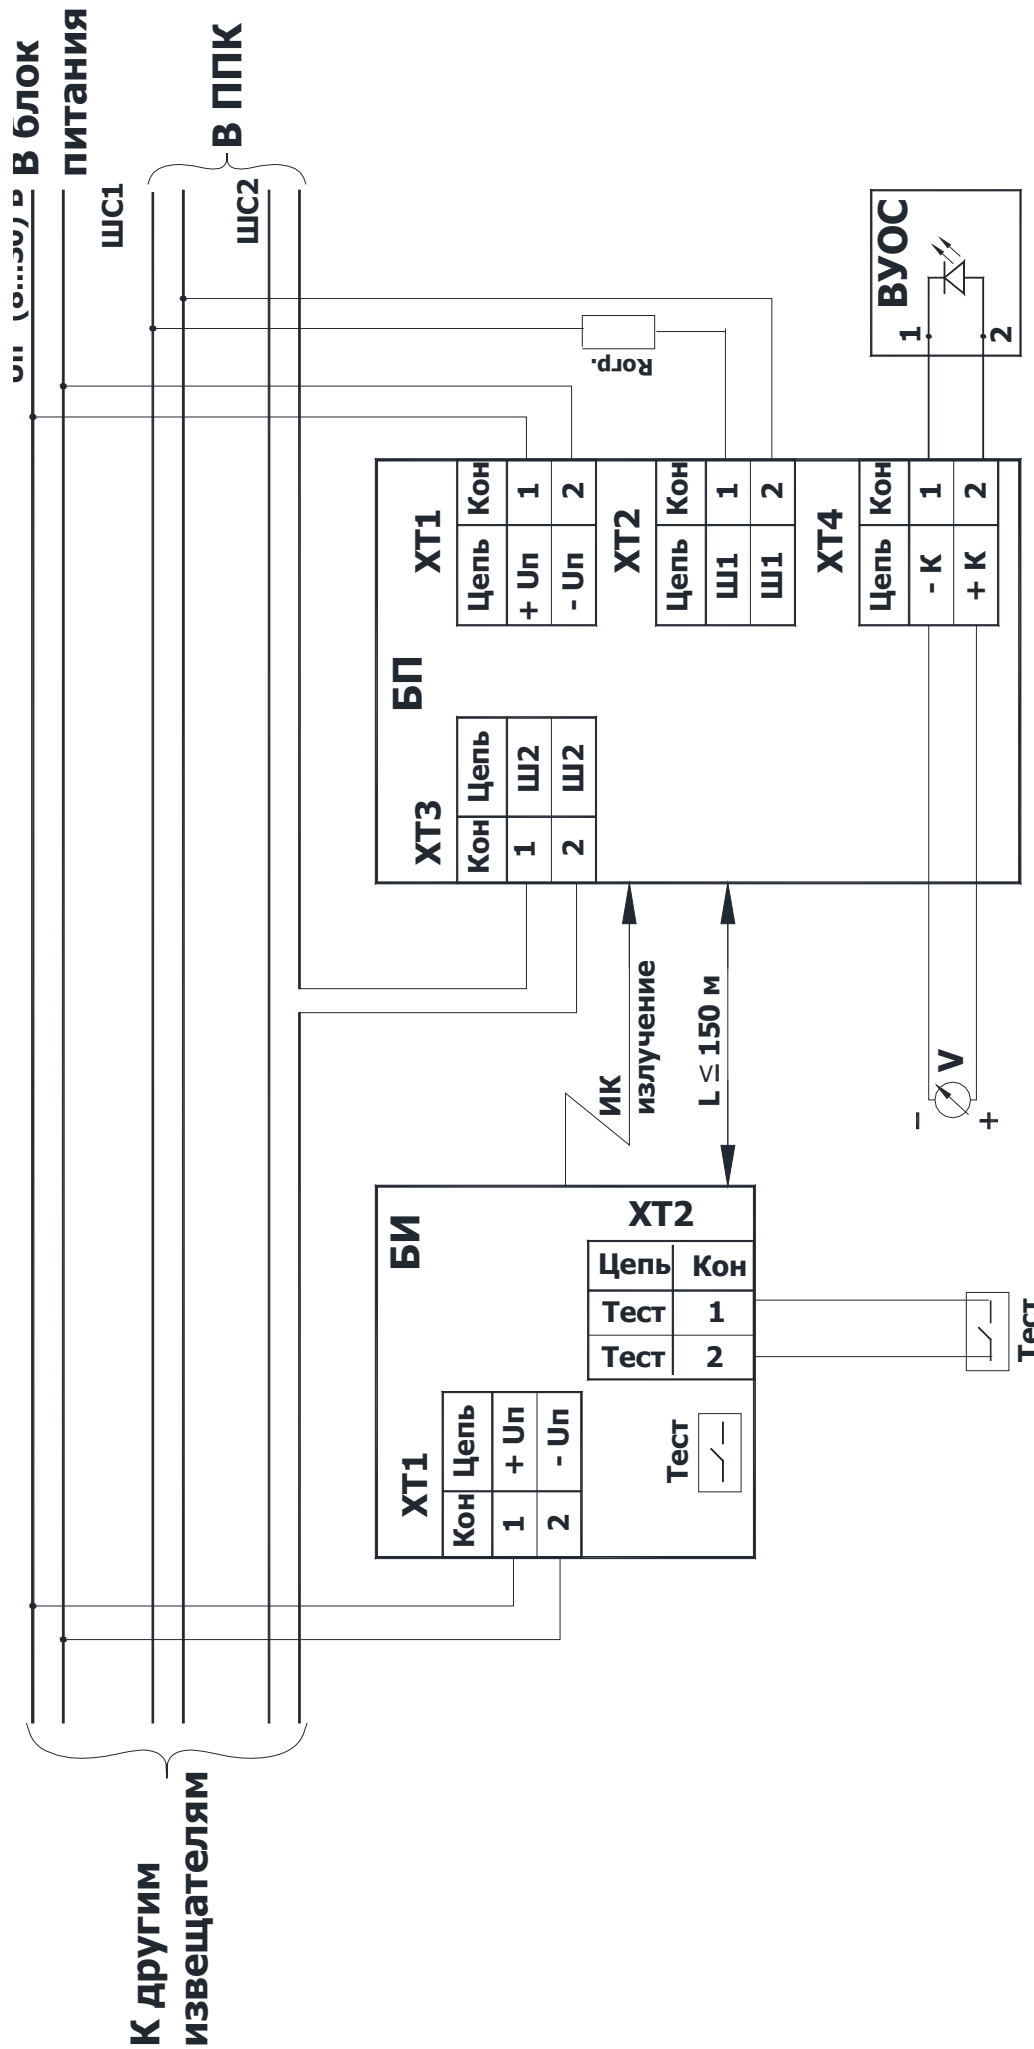 В блок
питания
ШС1
В ППК
ШС2
ВУОС
1
2
Rогр.
БП
ХТ1
Цепь Кон
+ Uп 1
- Uп 2
ХТ2
Цепь Кон
Ш1 1
Ш1 2
ХТ4
Цепь Кон
- К 1
+ К 2
ХТ3
Кон Цепь
1 Ш2
2 Ш2
ИК
излучение
L ≤ 150 м
V
–
+
БИ
ХТ2
Цепь Кон
Тест 1
Тест 2
ХТ1
Кон Цепь
1 + Uп
2 - Uп
Тест
Тест
К другим
извещателям